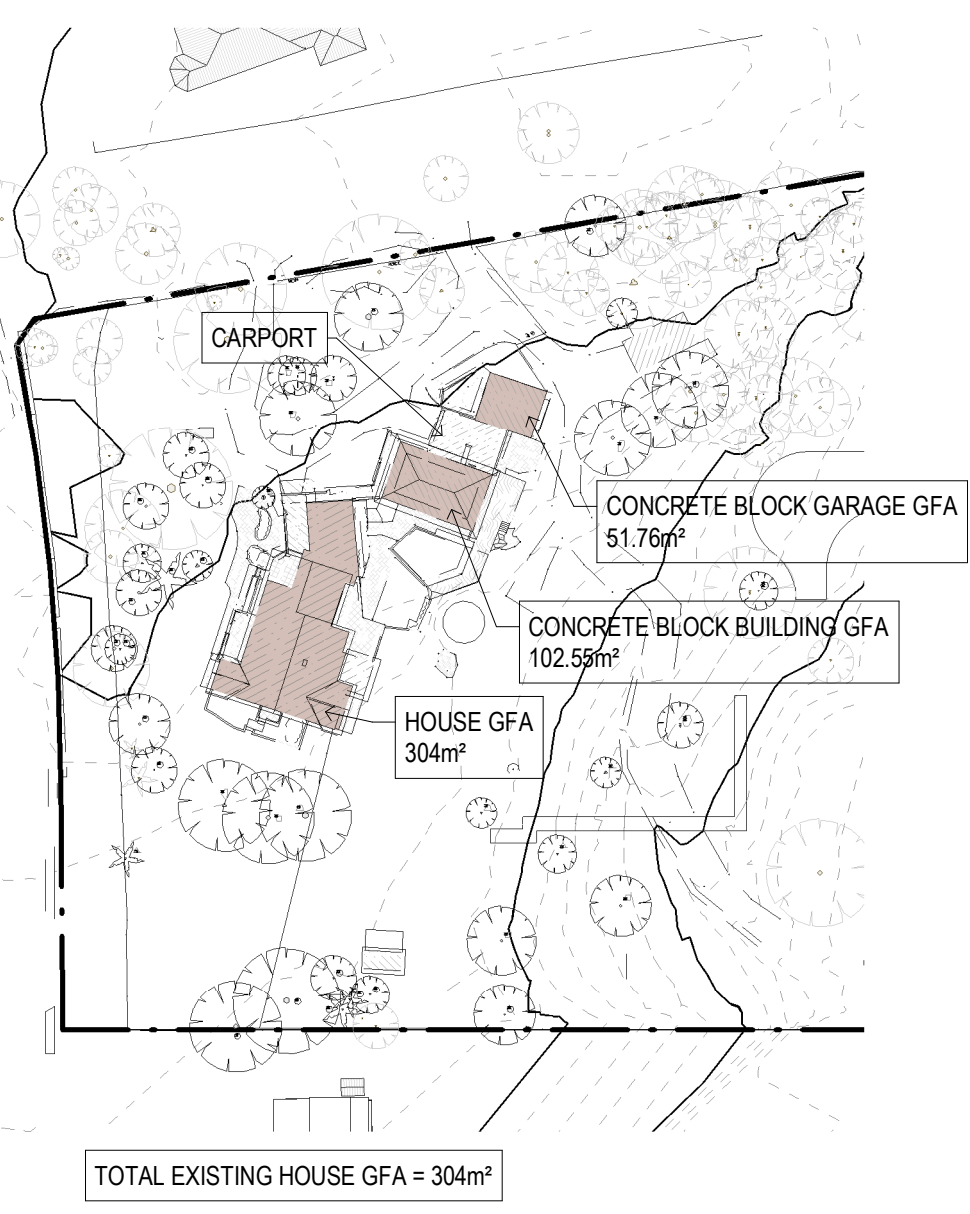 CARPORT
CONCRETE BLOCK GARAGE GFA
51.76m²
CONCRETE BLOCK BUILDING GFA
102.55m²
HOUSE GFA
304m²
TOTAL EXISTING HOUSE GFA = 304m²